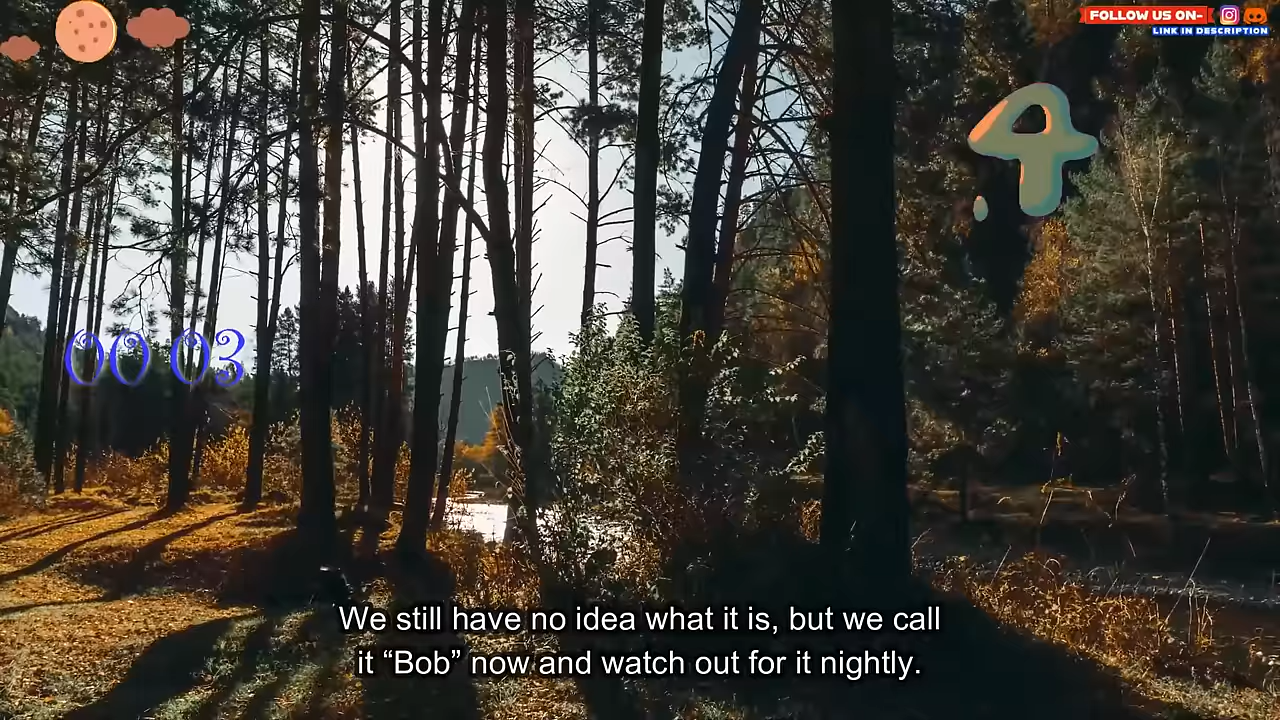 FOLLOW US ON-
LINK IN DESCRIPTION
4
00 03
We still have no idea what it is, but we call
it “Bob” now and watch out for it nightly.